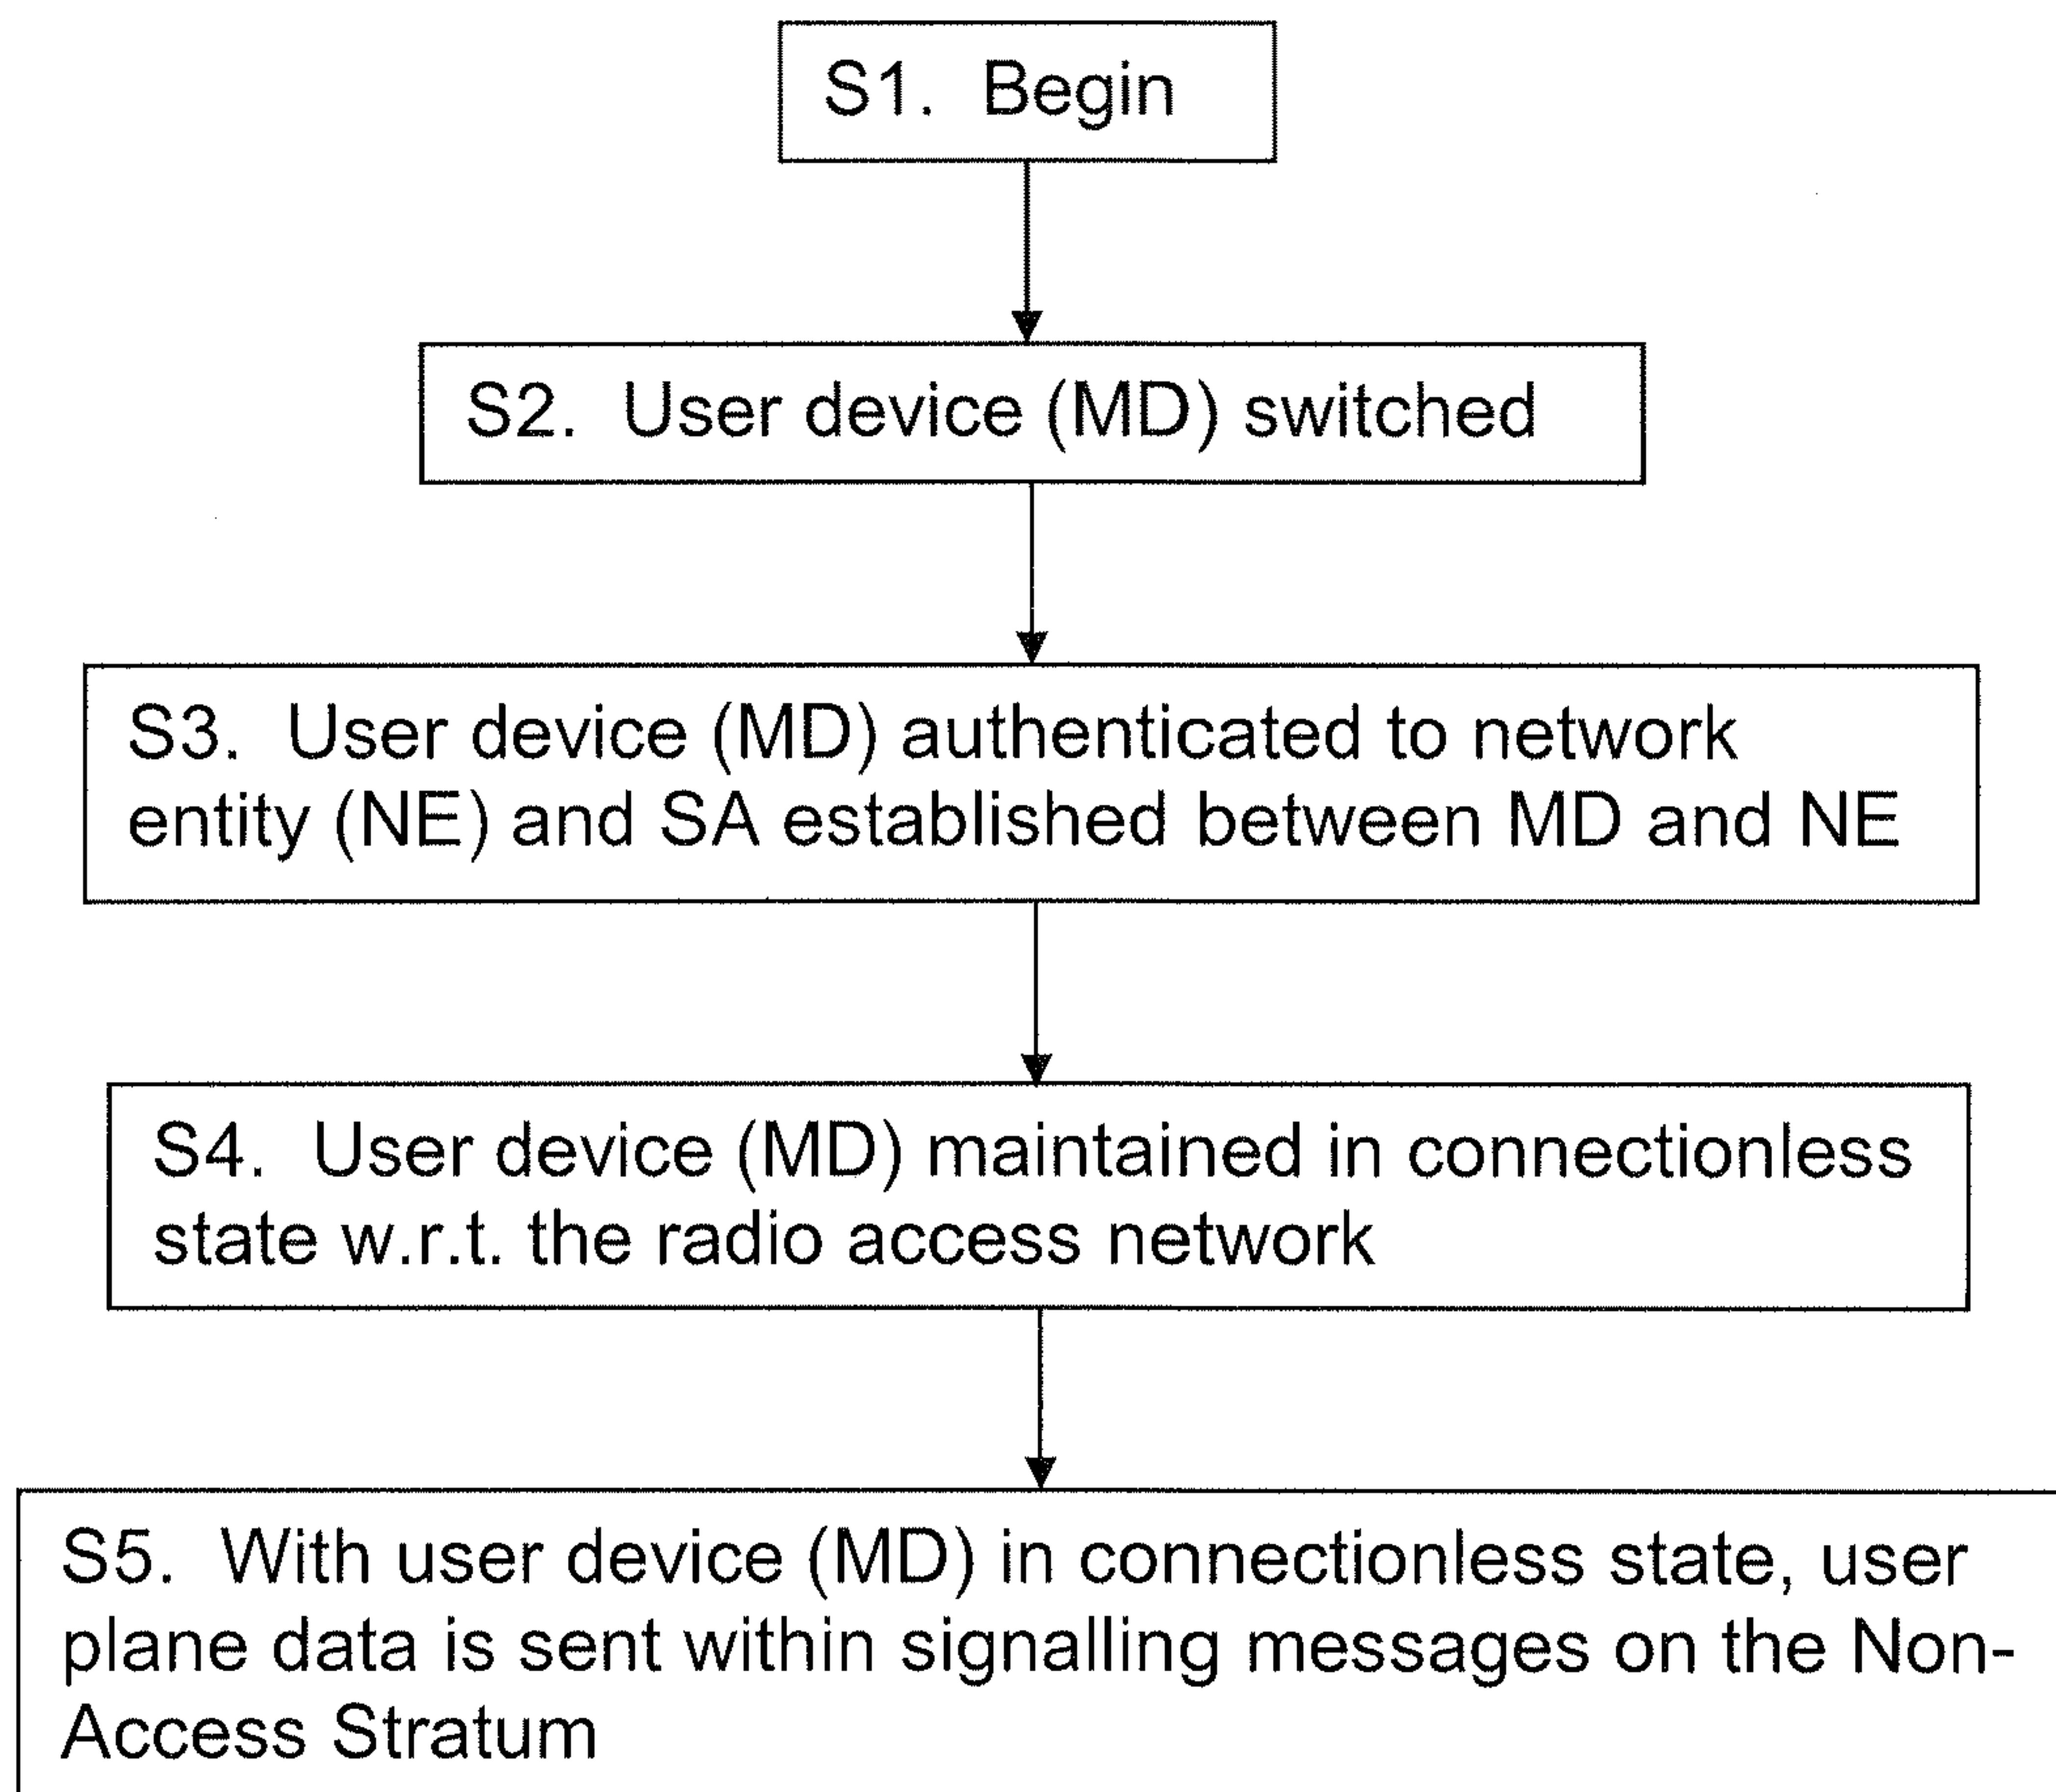 S1. Begin
S2. User device (MD) switched
S3. User device (MD) authenticated to network
entity (NE) and SA established between MD and NE
S4. User device (MD) maintained in connectionless
state w.r.t. the radio access network
S5. With user device (MD) in connectionless state, user
plane data is sent within signalling messages on the Non-
Access Stratum